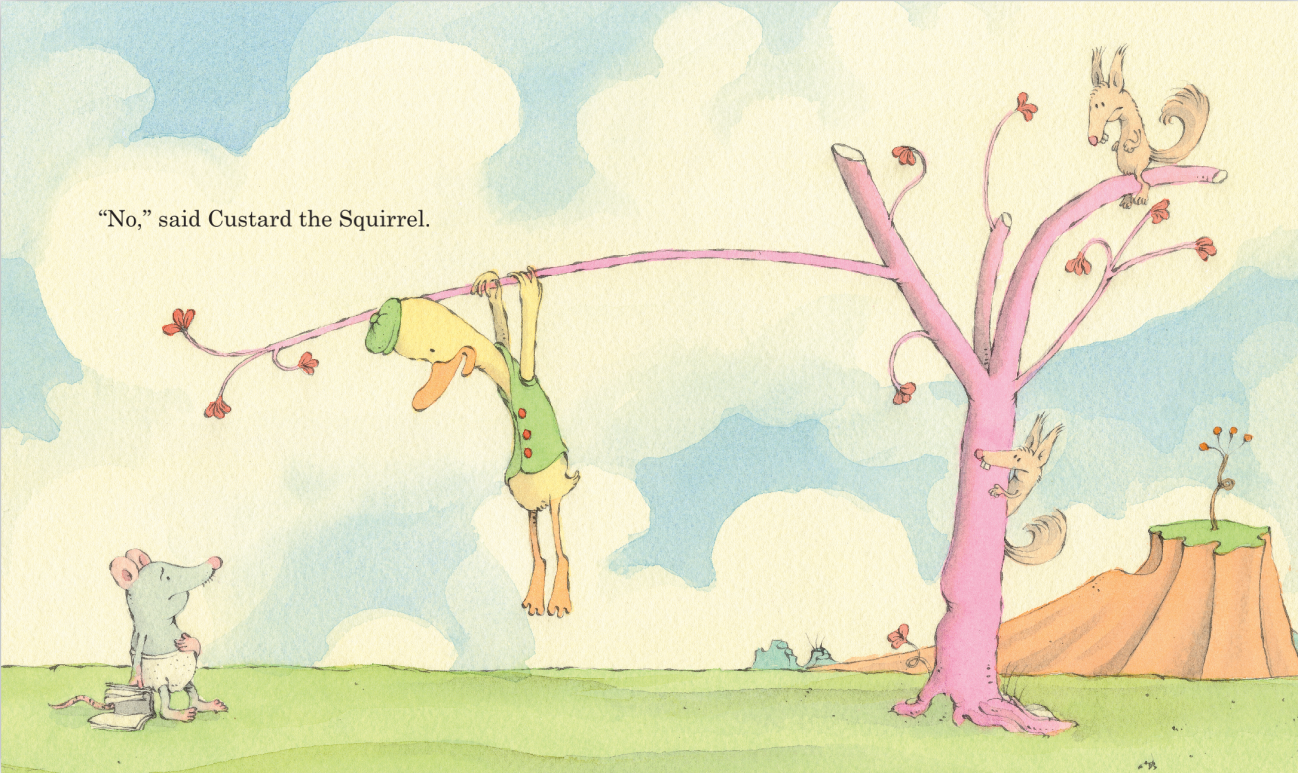 “No,” said Custard the Squirrel.